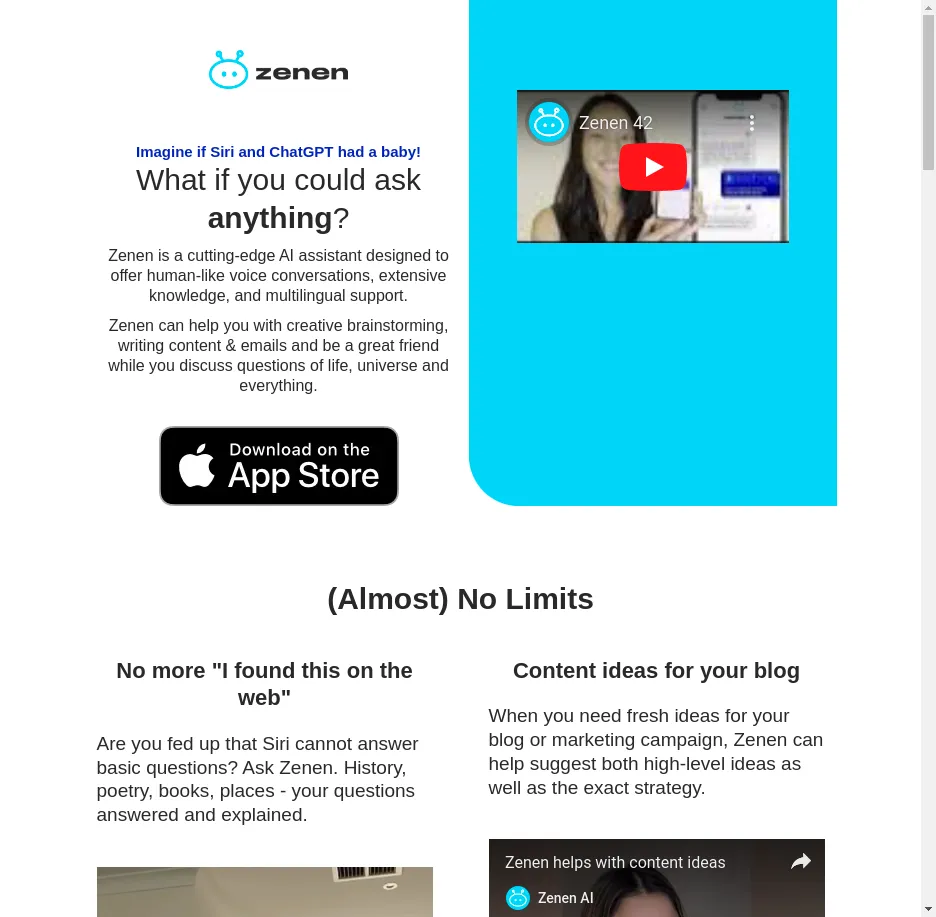 zenen
Imagine if Siri and ChatGPT had a baby!
What if you could ask
anything?
Zenen is a cutting-edge AI assistant designed to
offer human-like voice conversations, extensive
knowledge, and multilingual support.
Zenen can help you with creative brainstorming,
writing content & emails and be a great friend
while you discuss questions of life, universe and
everything.
Download on the
App Store
Zenen 42
(Almost) No Limits
No more "I found this on the
web"
Are you fed up that Siri cannot answer
basic questions? Ask Zenen. History,
poetry, books, places - your questions
answered and explained.
Content ideas for your blog
When you need fresh ideas for your
blog or marketing campaign, Zenen can
help suggest both high-level ideas as
well as the exact strategy.
Zenen helps with content ideas
Zenen AI